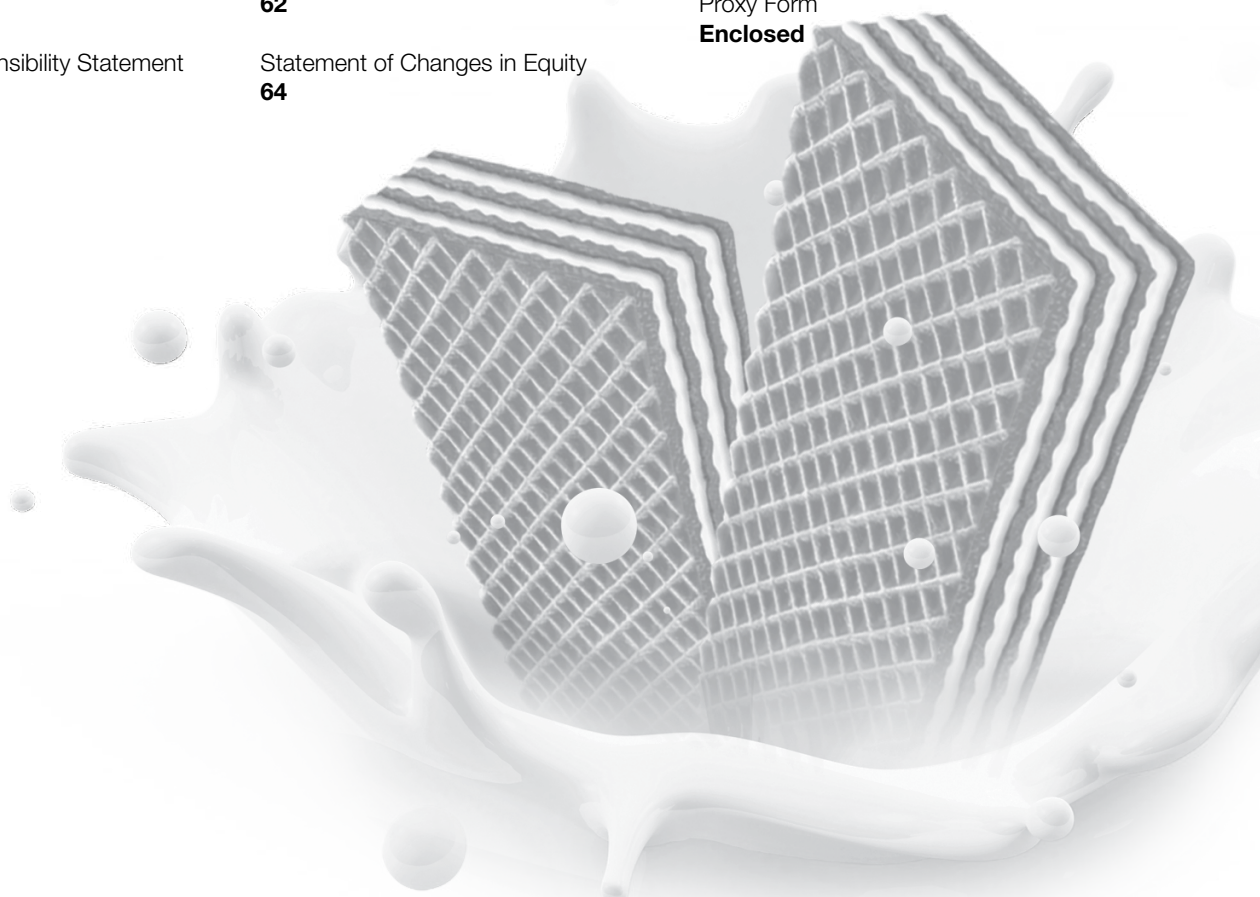 nsibility Statement
62
Statement of Changes in Equity
64
Proxy Form
Enclosed